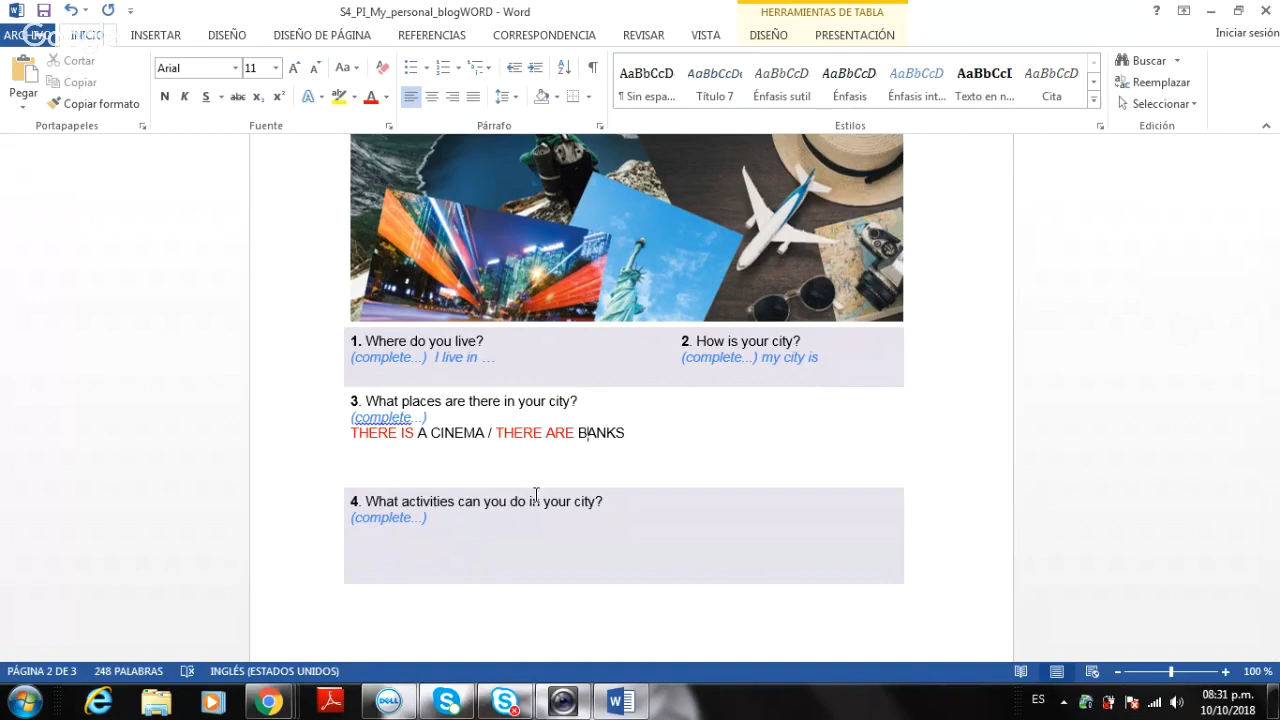 S4_PI_My_personal_blogWORD - Word
HERRAMIENTAS DE TABLA
Iniciar sesión
INICIO INSERTAR DISEÑO DISEÑO DE PÁGINA REFERENCIAS CORRESPONDENCIA REVISAR VISTA DISEÑO PRESENTACIÓN
Pegar
Cortar
Copiar
Copiar formato
Portapapeles
Arial 11
N K S abc x₂ x²
Fuente
Párrafo
AaBbCcD AaBbCcDc AaBbCcD AaBbCcD AaBbCcD AaBbCcI AaBbCcD
¶ Sin espa... Título 7 Énfasis sutil Énfasis Énfasis int... Texto en n... Cita
Estilos
Buscar
Reemplazar
Seleccionar
Edición
1. Where do you live?
(complete...) I live in …
2. How is your city?
(complete...) my city is
3. What places are there in your city?
(complete...)
THERE IS A CINEMA / THERE ARE BANKS
4. What activities can you do in your city?
(complete...)
PÁGINA 2 DE 3 248 PALABRAS INGLÉS (ESTADOS UNIDOS) 100 %
ES 08:31 p.m.
10/10/2018